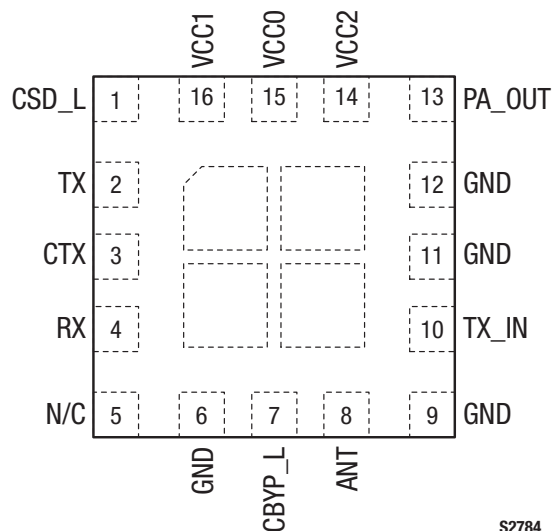 VCC1
VCC0
VCC2
CSD_L 1 16 15 14 13 PA_OUT
TX 2 12 GND
CTX 3 11 GND
RX 4 10 TX_IN
N/C 5 6 7 8 9 GND
GND
CBYP_L
ANT
S2784